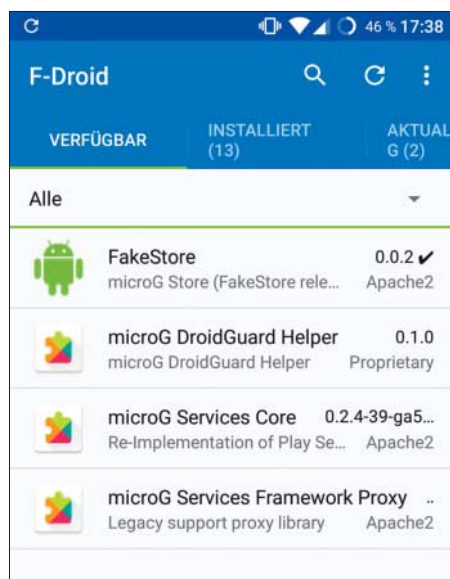 46 % 17:38
F-Droid
VERFÜGBAR
INSTALLIERT
(13)
AKTUAL
G (2)
Alle
FakeStore 0.0.2 ✔
microG Store (FakeStore rele... Apache2
microG DroidGuard Helper 0.1.0
microG DroidGuard Helper Proprietary
microG Services Core 0.2.4-39-ga5...
Re-Implementation of Play Se... Apache2
microG Services Framework Proxy ..
Legacy support proxy library Apache2